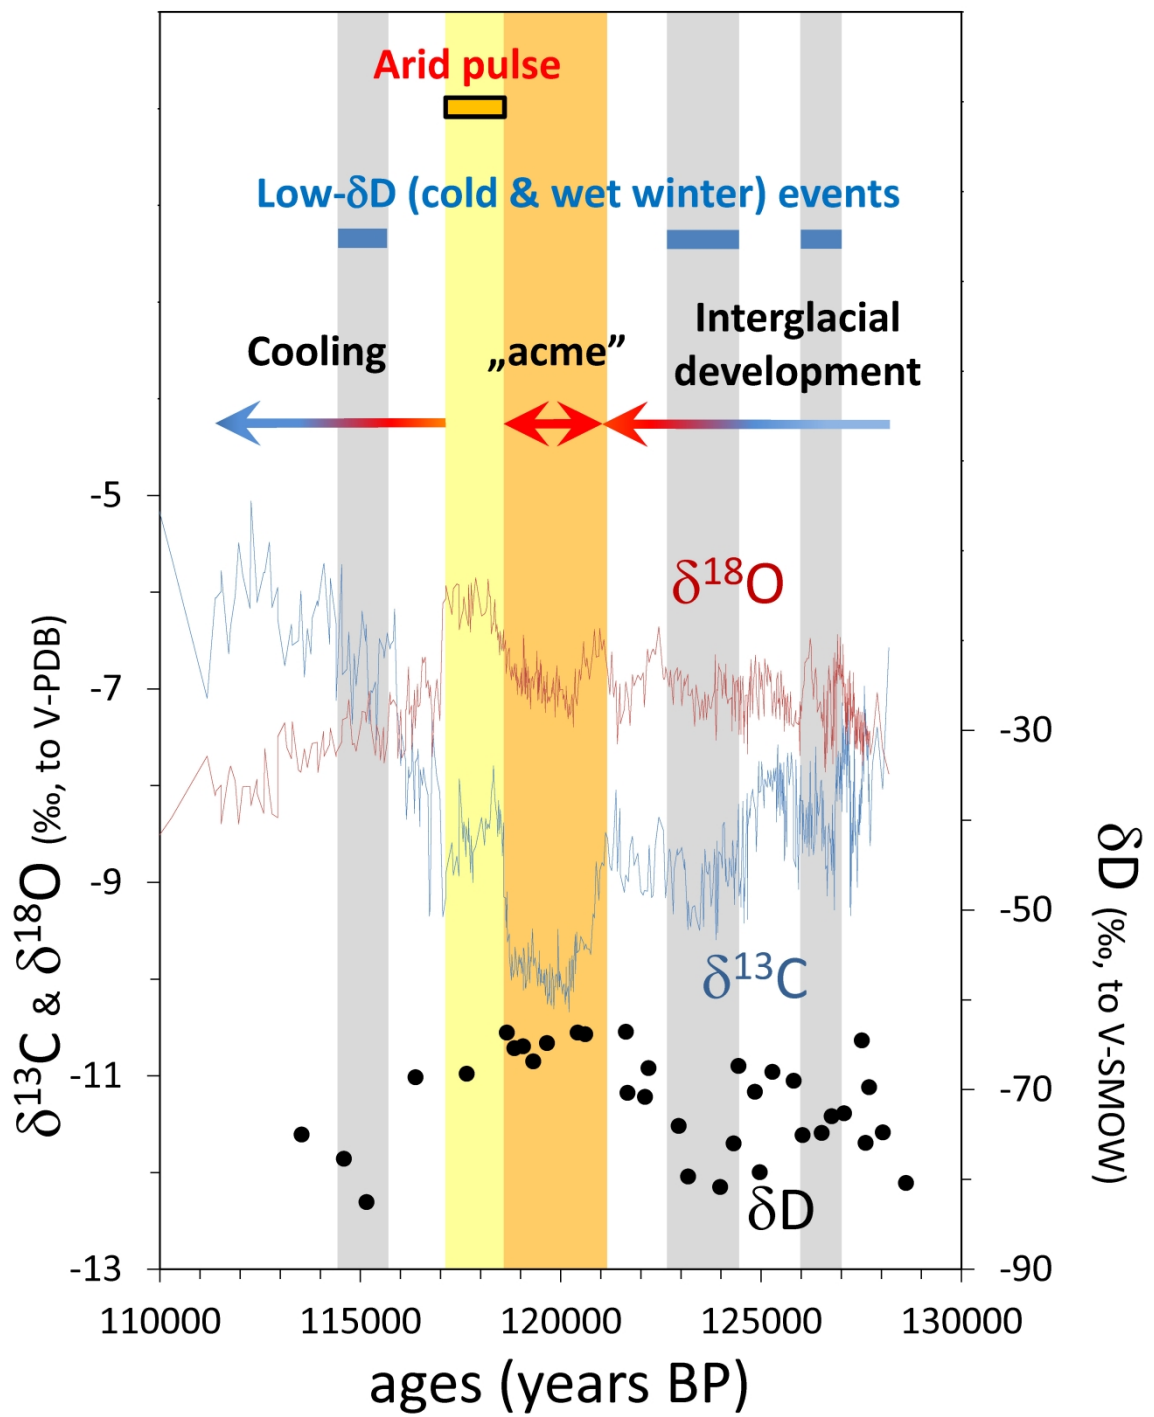 Arid pulse
Low-δD (cold & wet winter) events
Interglacial
development
Cooling
„acme”
-5
-7
-9
-11
-13
δ13C & δ18O (‰, to V-PDB)
δ18O
δ13C
δD
-30
-50
-70
-90
δD (‰, to V-SMOW)
110000 115000 120000 125000 130000
ages (years BP)